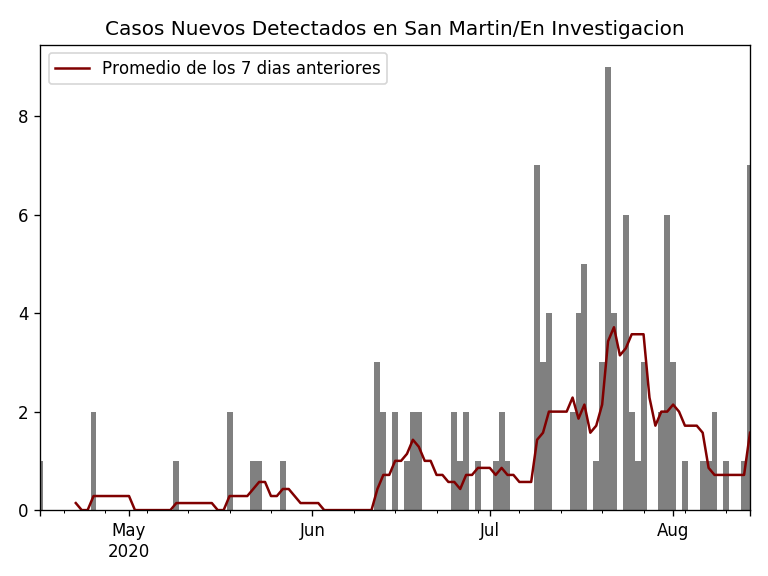 Casos Nuevos Detectados en San Martin/En Investigacion
Promedio de los 7 dias anteriores
8
6
4
2
0
May
2020
Jun
Jul
Aug